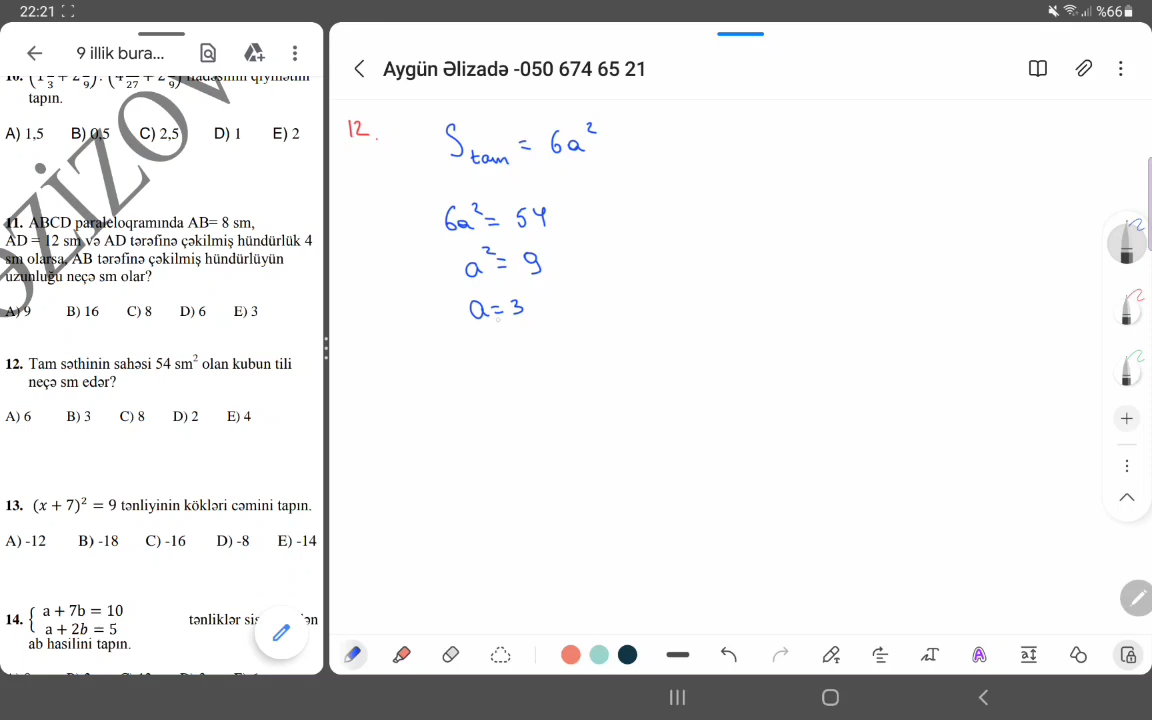 22:21
%66
9 illik bura...
tapın.
A) 1,5 B) 0,5 C) 2,5 D) 1 E) 2
11. ABCD paraleloqramında AB= 8 sm,
AD = 12 sm və AD tərəfinə çəkilmiş hündürlük 4
sm olarsa, AB tərəfinə çəkilmiş hündürlüyün
uzunluğu neçə sm olar?
A) 9 B) 16 C) 8 D) 6 E) 3
12. Tam səthinin sahəsi 54 sm² olan kubun tili
neçə sm edər?
A) 6 B) 3 C) 8 D) 2 E) 4
13. (x + 7)² = 9 tənliyinin kökləri cəmini tapın.
A) -12 B) -18 C) -16 D) -8 E) -14
14. { a + 7b = 10
a + 2b = 5
tənliklər
ab hasilini tapın.
Aygün Əlizadə -050 674 65 21
12.
S tam = 6a²
6a² = 54
a² = 9
a = 3